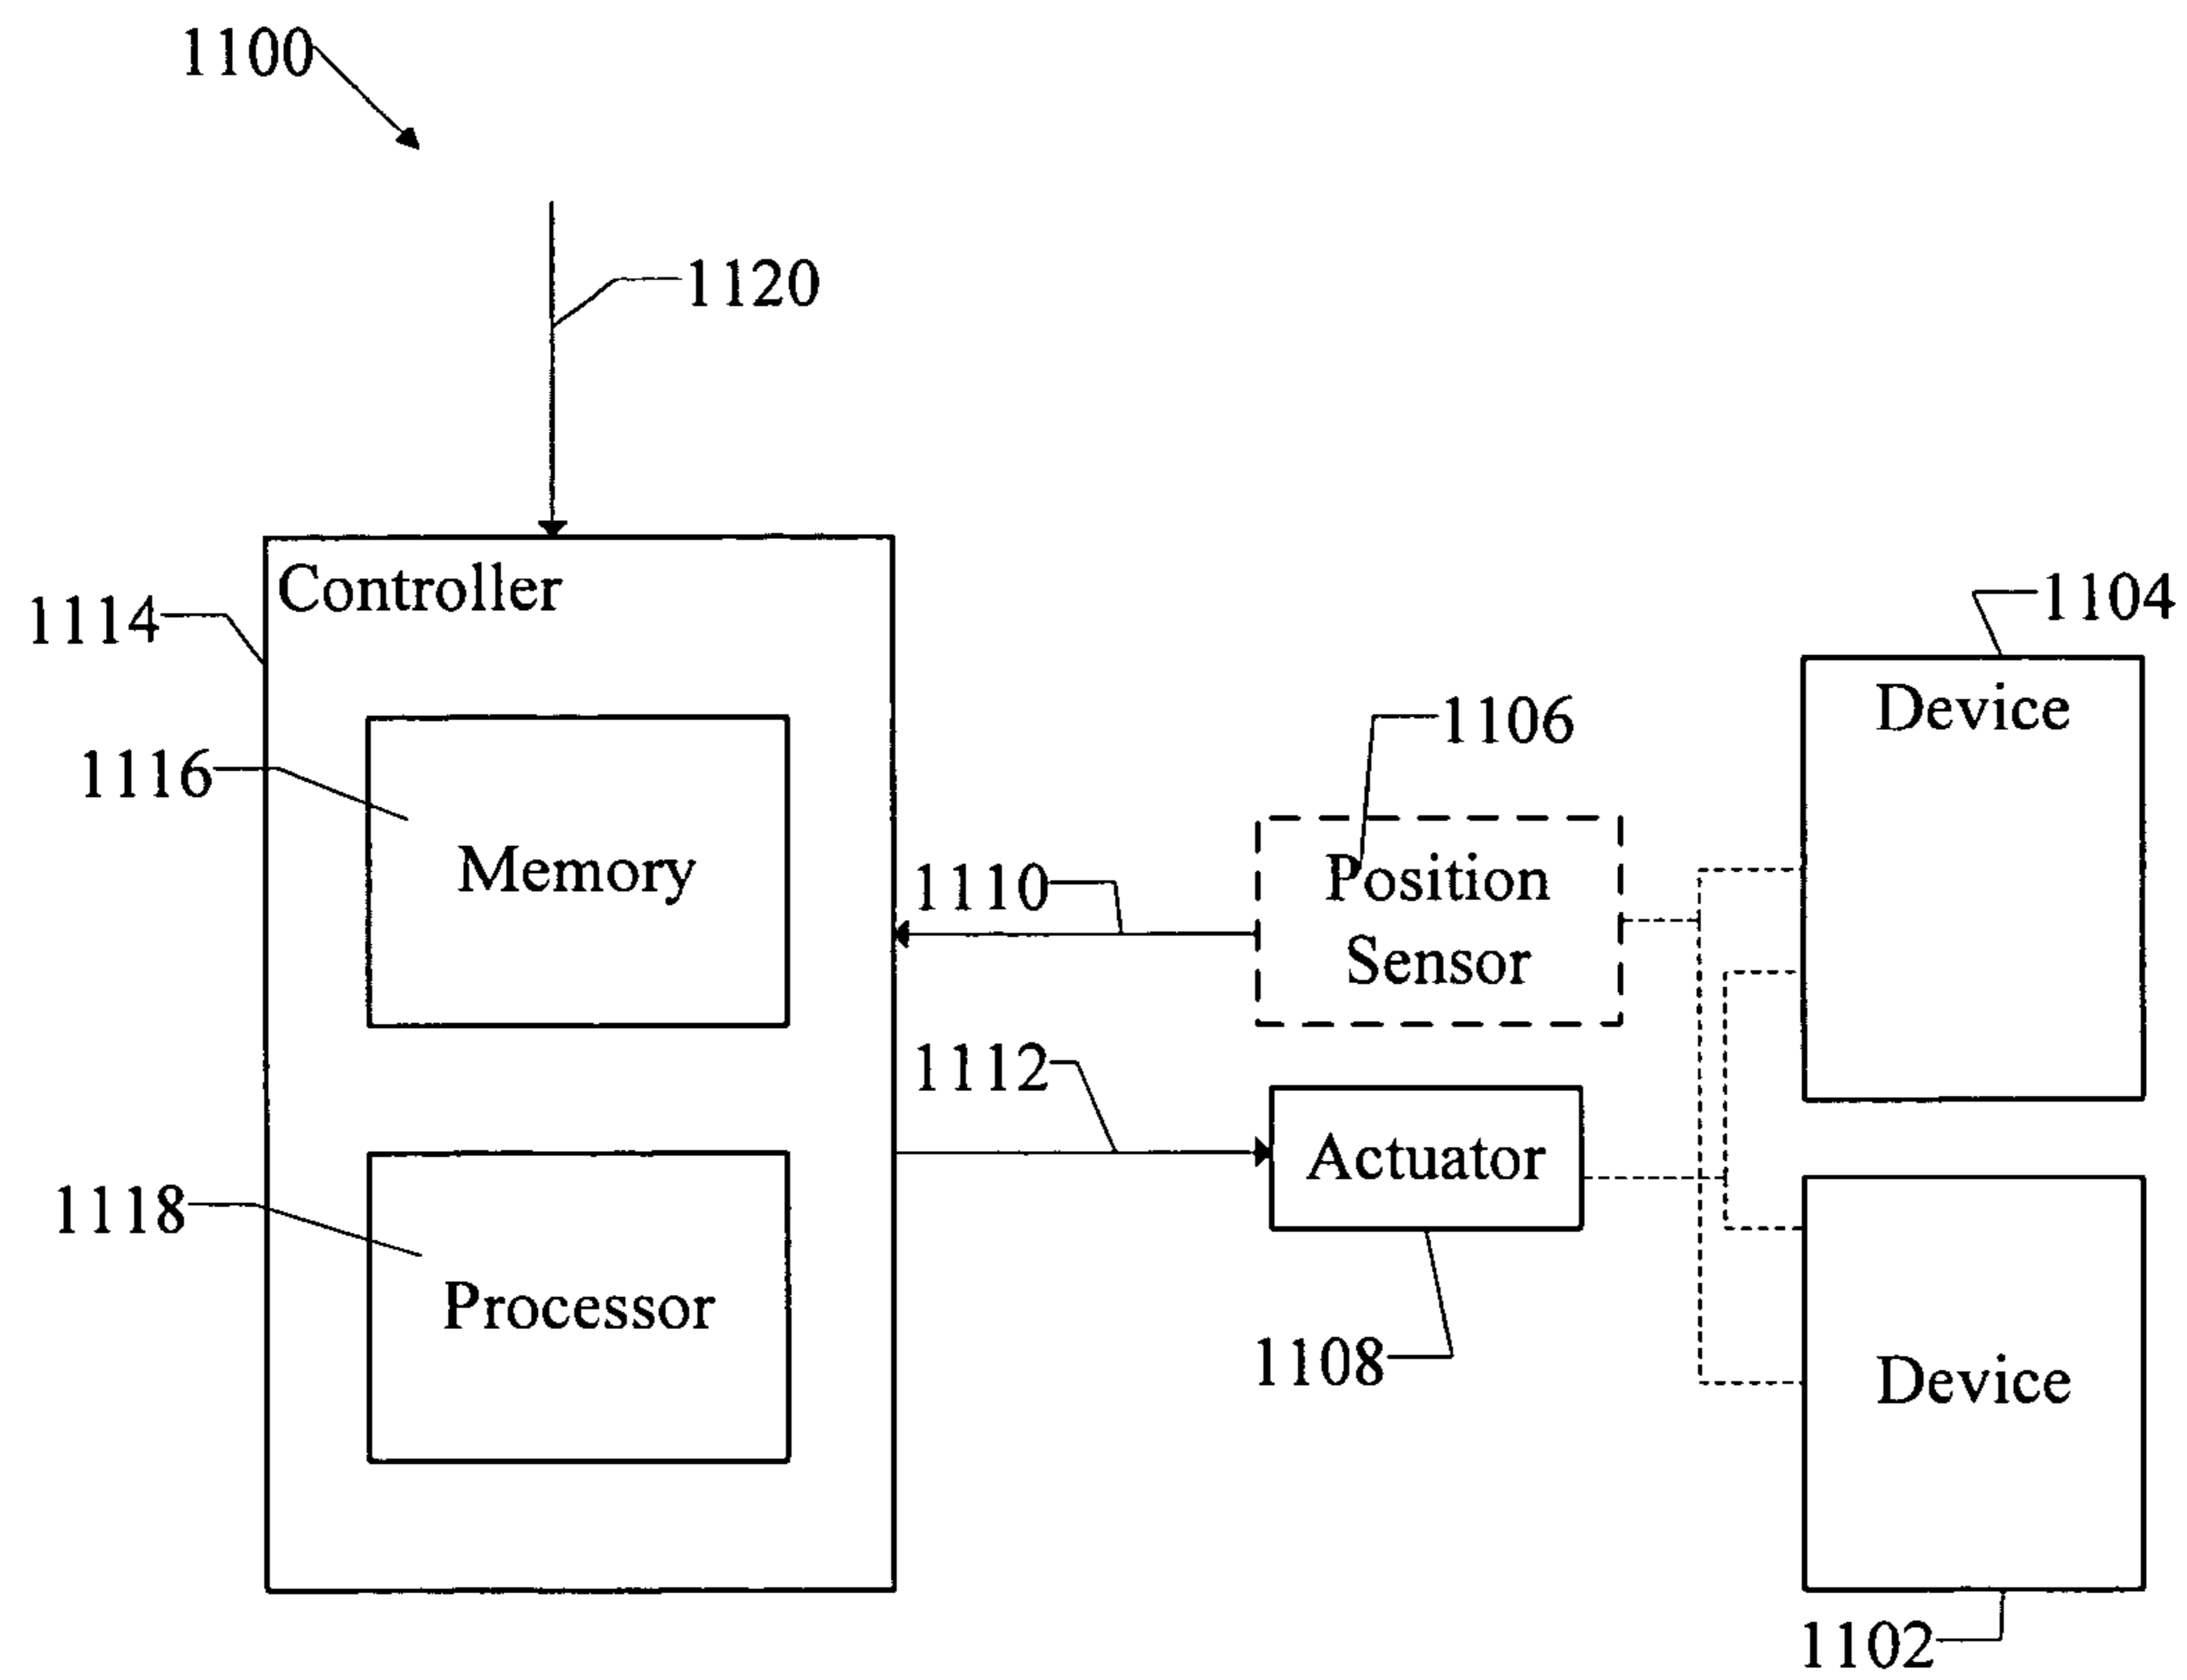 1100
1120
Controller
1114
1104
Device
1106
1116
Memory
1110
Position
Sensor
1112
Actuator
1118
Processor
1108
Device
1102